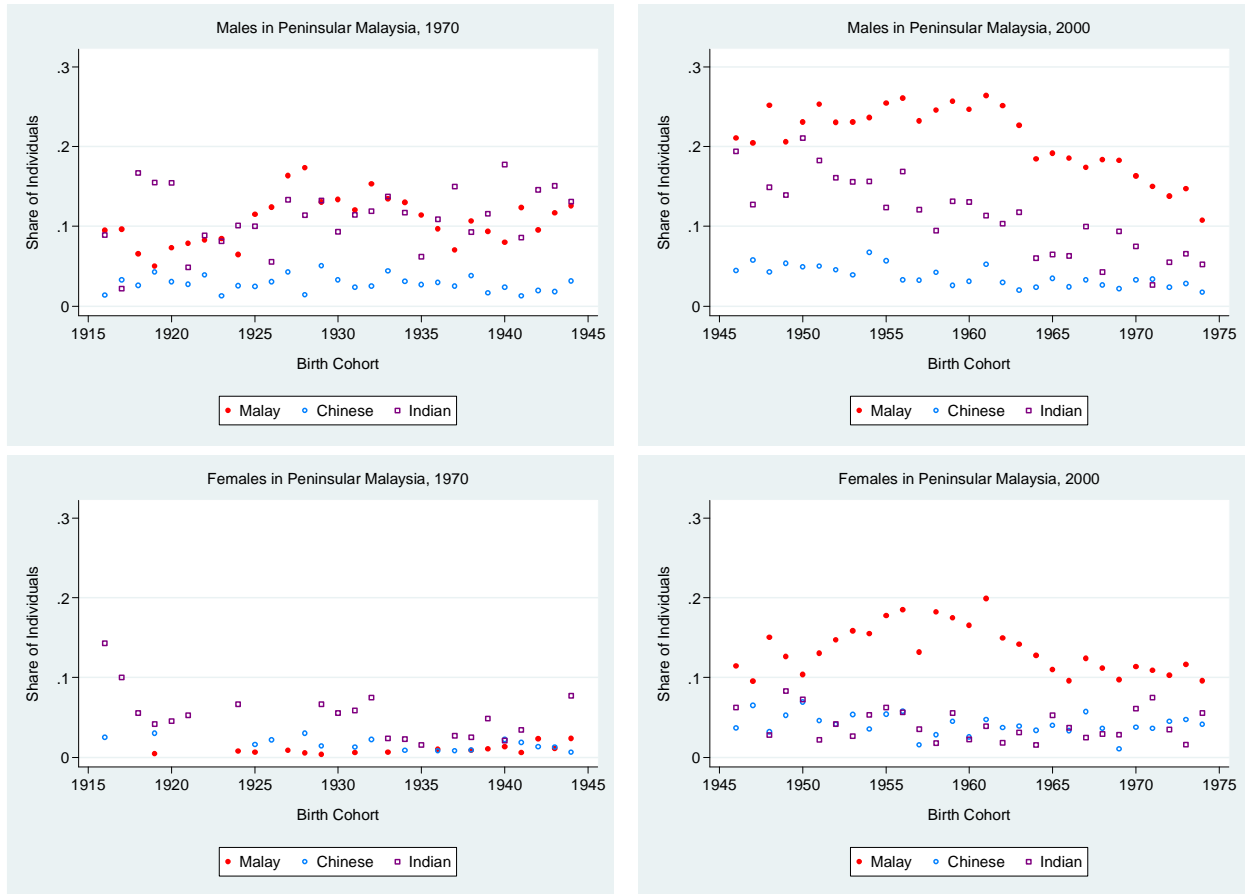 Males in Peninsular Malaysia, 1970
Share of Individuals
.3
.2
.1
0
1915 1920 1925 1930 1935 1940 1945
Birth Cohort
Malay Chinese Indian
Males in Peninsular Malaysia, 2000
Share of Individuals
.3
.2
.1
0
1945 1950 1955 1960 1965 1970 1975
Birth Cohort
Malay Chinese Indian
Females in Peninsular Malaysia, 1970
Share of Individuals
.3
.2
.1
0
1915 1920 1925 1930 1935 1940 1945
Birth Cohort
Malay Chinese Indian
Females in Peninsular Malaysia, 2000
Share of Individuals
.3
.2
.1
0
1945 1950 1955 1960 1965 1970 1975
Birth Cohort
Malay Chinese Indian